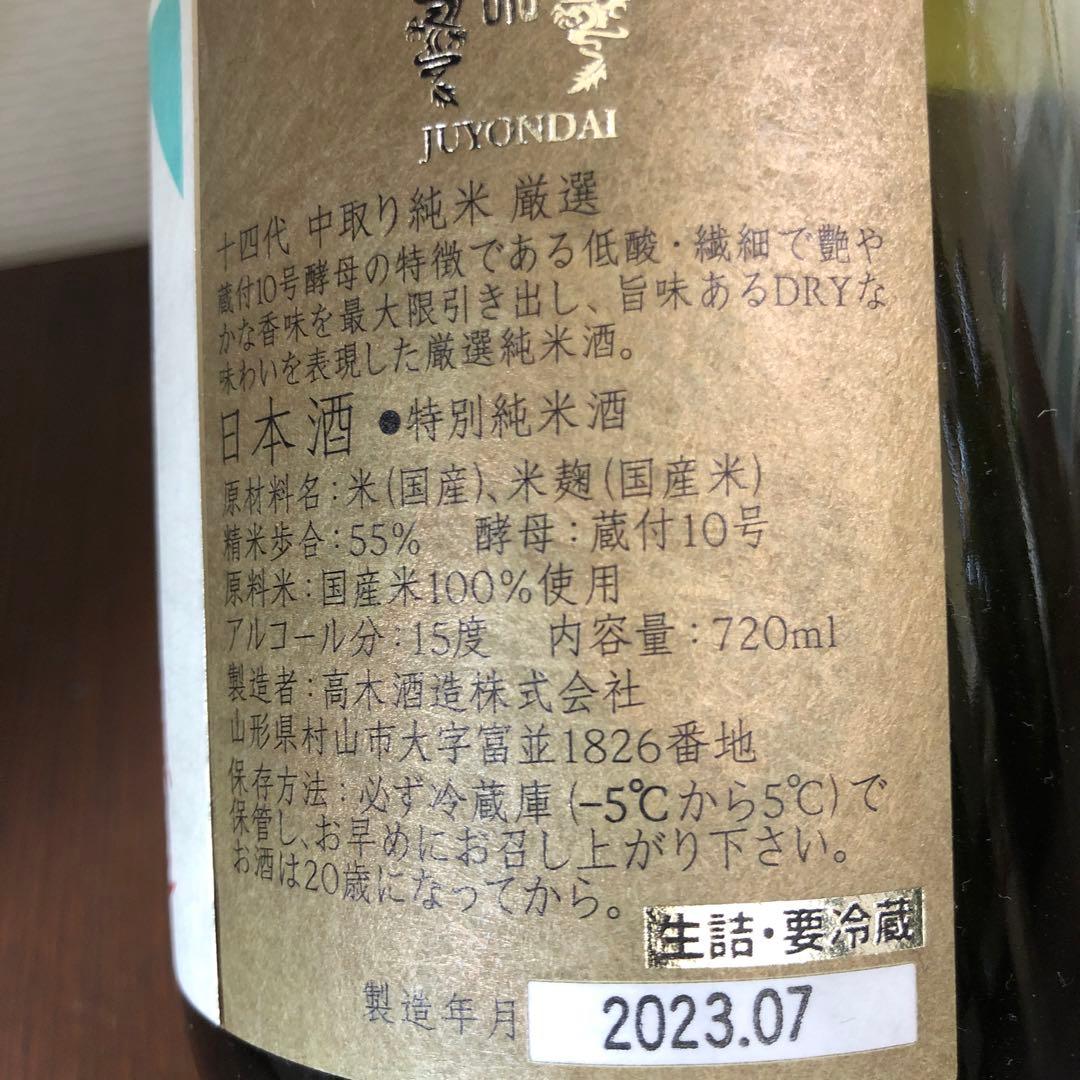 JUYONDAI
十四代 中取り純米 厳選
蔵付10号酵母の特徴である低酸・繊細で艶や
かな香味を最大限引き出し、旨味あるDRYな
味わいを表現した厳選純米酒。
日本酒 ●特別純米酒
原材料名:米(国産)、米麹(国産米)
精米歩合:55% 酵母:蔵付10号
原料米:国産米100%使用
アルコール分:15度 内容量:720ml
製造者:高木酒造株式会社
山形県村山市大字富並1826番地
保存方法:必ず冷蔵庫(-5℃から5℃)で
保管し、お早めにお召し上がり下さい。
お酒は20歳になってから。
生詰・要冷蔵
製造年月 2023.07